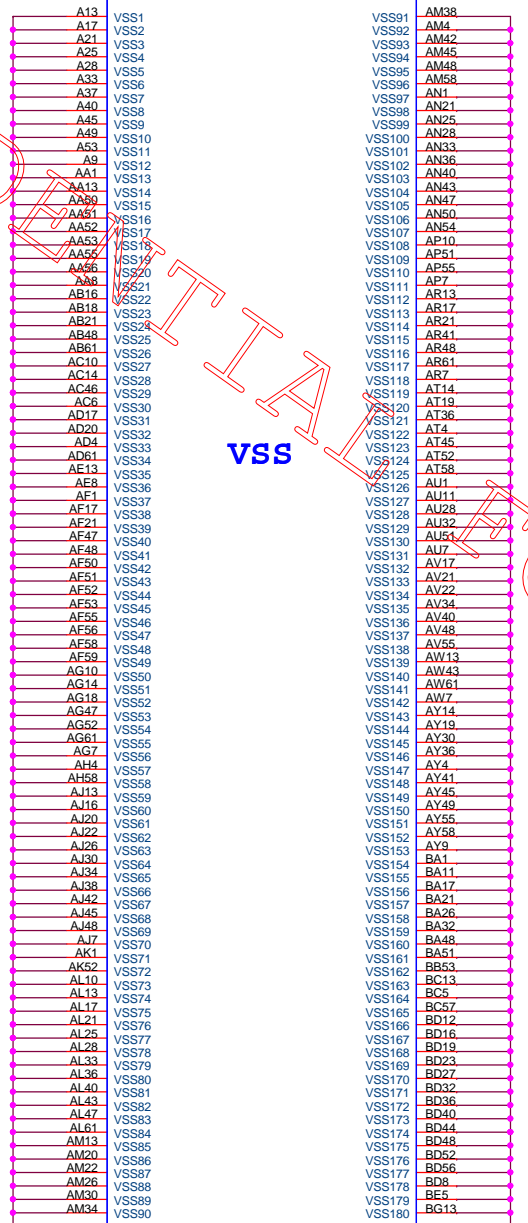 A13 VSS1 VSS91 AM38
A17 VSS2 VSS92 AM4
A21 VSS3 VSS93 AM42
A25 VSS4 VSS94 AM45
A28 VSS5 VSS95 AM48
A33 VSS6 VSS96 AM58
A37 VSS7 VSS97 AN1
A40 VSS8 VSS98 AN21
A45 VSS9 VSS99 AN25
A49 VSS10 VSS100 AN28
A53 VSS11 VSS101 AN33
A9 VSS12 VSS102 AN36
AA1 VSS13 VSS103 AN40
AA13 VSS14 VSS104 AN43
AA50 VSS15 VSS105 AN47
AA51 VSS16 VSS106 AN50
AA52 VSS17 VSS107 AN54
AA53 VSS18 VSS108 AP10
AA55 VSS19 VSS109 AP51
AA56 VSS20 VSS110 AP55
AA8 VSS21 VSS111 AP7
AB16 VSS22 VSS112 AR13
AB18 VSS23 VSS113 AR17
AB21 VSS24 VSS114 AR21
AB48 VSS25 VSS115 AR41
AB61 VSS26 VSS116 AR48
AC10 VSS27 VSS117 AR61
AC14 VSS28 VSS118 AR7
AC46 VSS29 VSS119 AT14
AC6 VSS30 VSS120 AT19
AD17 VSS31 VSS121 AT36
AD20 VSS32 VSS122 AT4
AD4 VSS33 VSS123 AT45
VSS
AD61 VSS34 VSS124 AT52
AE13 VSS35 VSS125 AT58
AE8 VSS36 VSS126 AU1
AF1 VSS37 VSS127 AU11
AF17 VSS38 VSS128 AU28
AF21 VSS39 VSS129 AU32
AF47 VSS40 VSS130 AU51
AF48 VSS41 VSS131 AU7
AF50 VSS42 VSS132 AV17
AF51 VSS43 VSS133 AV21
AF52 VSS44 VSS134 AV22
AF53 VSS45 VSS135 AV34
AF55 VSS46 VSS136 AV40
AF56 VSS47 VSS137 AV48
AF58 VSS48 VSS138 AV55
AF59 VSS49 VSS139 AW13
AG10 VSS50 VSS140 AW43
AG14 VSS51 VSS141 AW61
AG18 VSS52 VSS142 AW7
AG47 VSS53 VSS143 AY14
AG52 VSS54 VSS144 AY19
AG61 VSS55 VSS145 AY30
AG7 VSS56 VSS146 AY36
AH4 VSS57 VSS147 AY4
AH58 VSS58 VSS148 AY41
AJ13 VSS59 VSS149 AY45
AJ16 VSS60 VSS150 AY49
AJ20 VSS61 VSS151 AY55
AJ22 VSS62 VSS152 AY58
AJ26 VSS63 VSS153 AY9
AJ30 VSS64 VSS154 BA1
AJ34 VSS65 VSS155 BA11
AJ38 VSS66 VSS156 BA17
AJ42 VSS67 VSS157 BA21
AJ45 VSS68 VSS158 BA26
AJ48 VSS69 VSS159 BA32
AJ7 VSS70 VSS160 BA48
AK1 VSS71 VSS161 BA51
AK52 VSS72 VSS162 BB53
AL10 VSS73 VSS163 BC13
AL13 VSS74 VSS164 BC5
AL17 VSS75 VSS165 BC57
AL21 VSS76 VSS166 BD12
AL25 VSS77 VSS167 BD16
AL28 VSS78 VSS168 BD19
AL33 VSS79 VSS169 BD23
AL36 VSS80 VSS170 BD27
AL40 VSS81 VSS171 BD32
AL43 VSS82 VSS172 BD36
AL47 VSS83 VSS173 BD40
AL61 VSS84 VSS174 BD44
AM13 VSS85 VSS175 BD48
AM20 VSS86 VSS176 BD52
AM22 VSS87 VSS177 BD56
AM26 VSS88 VSS178 BD8
AM30 VSS89 VSS179 BE5
AM34 VSS90 VSS180 BG13